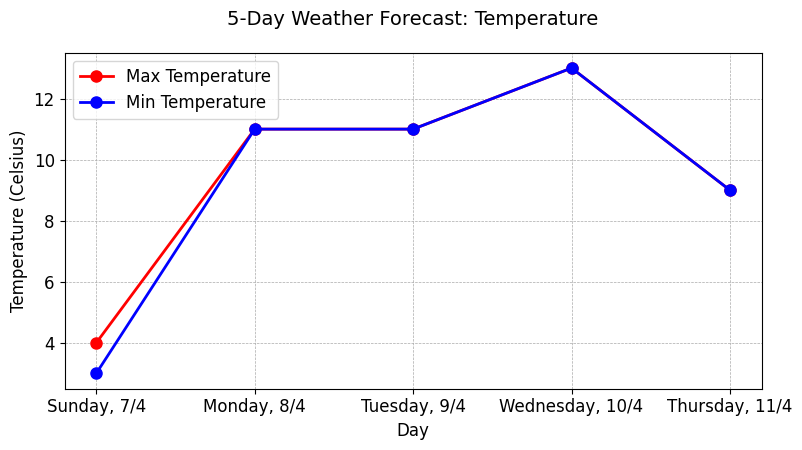 5-Day Weather Forecast: Temperature
Max Temperature
Min Temperature
Temperature (Celsius)
12
10
8
6
4
Sunday, 7/4
Monday, 8/4
Tuesday, 9/4
Wednesday, 10/4
Thursday, 11/4
Day